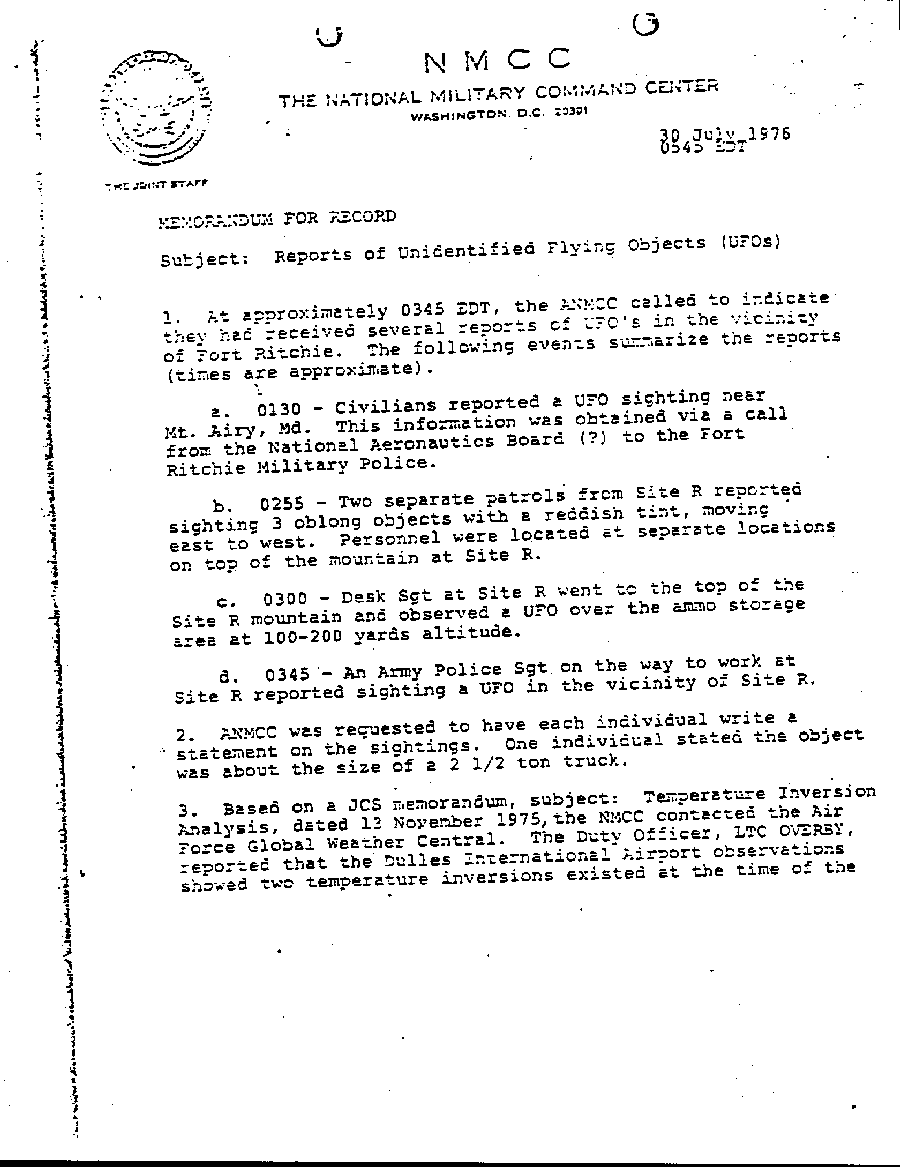 N M C C
THE NATIONAL MILITARY COMMAND CENTER
WASHINGTON, D.C. 20301
30 July 1976
0545 EDT
THE JOINT STAFF
MEMORANDUM FOR RECORD
Subject: Reports of Unidentified Flying Objects (UFOs)
1. At approximately 0345 EDT, the ANMCC called to indicate
they had received several reports of UFO's in the vicinity
of Fort Ritchie. The following events summarize the reports
(times are approximate).
a. 0130 - Civilians reported a UFO sighting near
Mt. Airy, Md. This information was obtained via a call
from the National Aeronautics Board (?) to the Fort
Ritchie Military Police.
b. 0255 - Two separate patrols from Site R reported
sighting 3 oblong objects with a reddish tint, moving
east to west. Personnel were located at separate locations
on top of the mountain at Site R.
c. 0300 - Desk Sgt at Site R went to the top of the
Site R mountain and observed a UFO over the ammo storage
area at 100-200 yards altitude.
d. 0345 - An Army Police Sgt on the way to work at
Site R reported sighting a UFO in the vicinity of Site R.
2. ANMCC was requested to have each individual write a
statement on the sightings. One individual stated the object
was about the size of a 2 1/2 ton truck.
3. Based on a JCS memorandum, subject: Temperature Inversion
Analysis, dated 13 November 1975, the NMCC contacted the Air
Force Global Weather Central. The Duty Officer, LTC OVERBY,
reported that the Dulles International Airport observations
showed two temperature inversions existed at the time of the